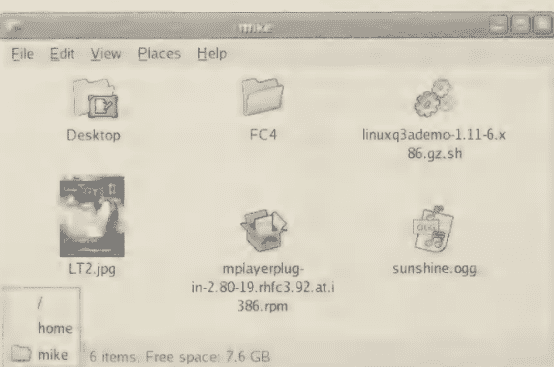 mike
File Edit View Places Help
Desktop
FC4
linuxq3ademo-1.11-6.x
86.gz.sh
LT2.jpg
mplayerplug-
in-2.80-19.rhfc3.92.at.i
386.rpm
sunshine.ogg
/
home
mike
6 items, Free space: 7.6 GB